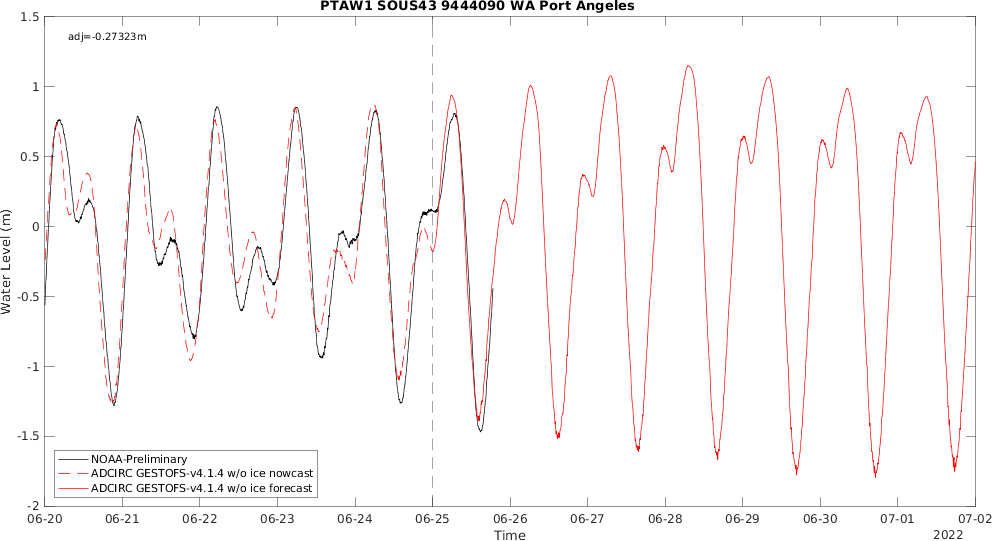 PTAW1 SOUS43 9444090 WA Port Angeles
adj=-0.27323m
1.5
1
0.5
0
-0.5
-1
-1.5
-2
Water Level (m)
NOAA-Preliminary
ADCIRC GESTOFS-v4.1.4 w/o ice nowcast
ADCIRC GESTOFS-v4.1.4 w/o ice forecast
06-20 06-21 06-22 06-23 06-24 06-25 06-26 06-27 06-28 06-29 06-30 07-01 07-02
Time
2022